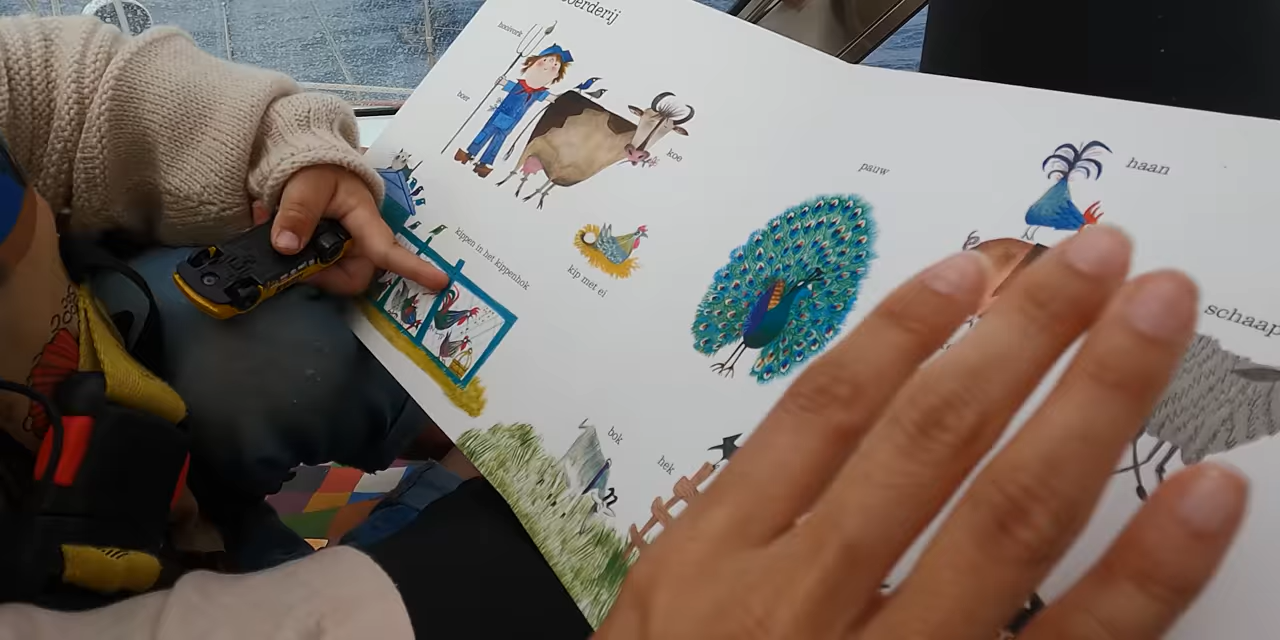 boerderij
hooivork
boer
koe
pauw
haan
kippen in het kippenhok
kip met ei
schaap
bok
hek